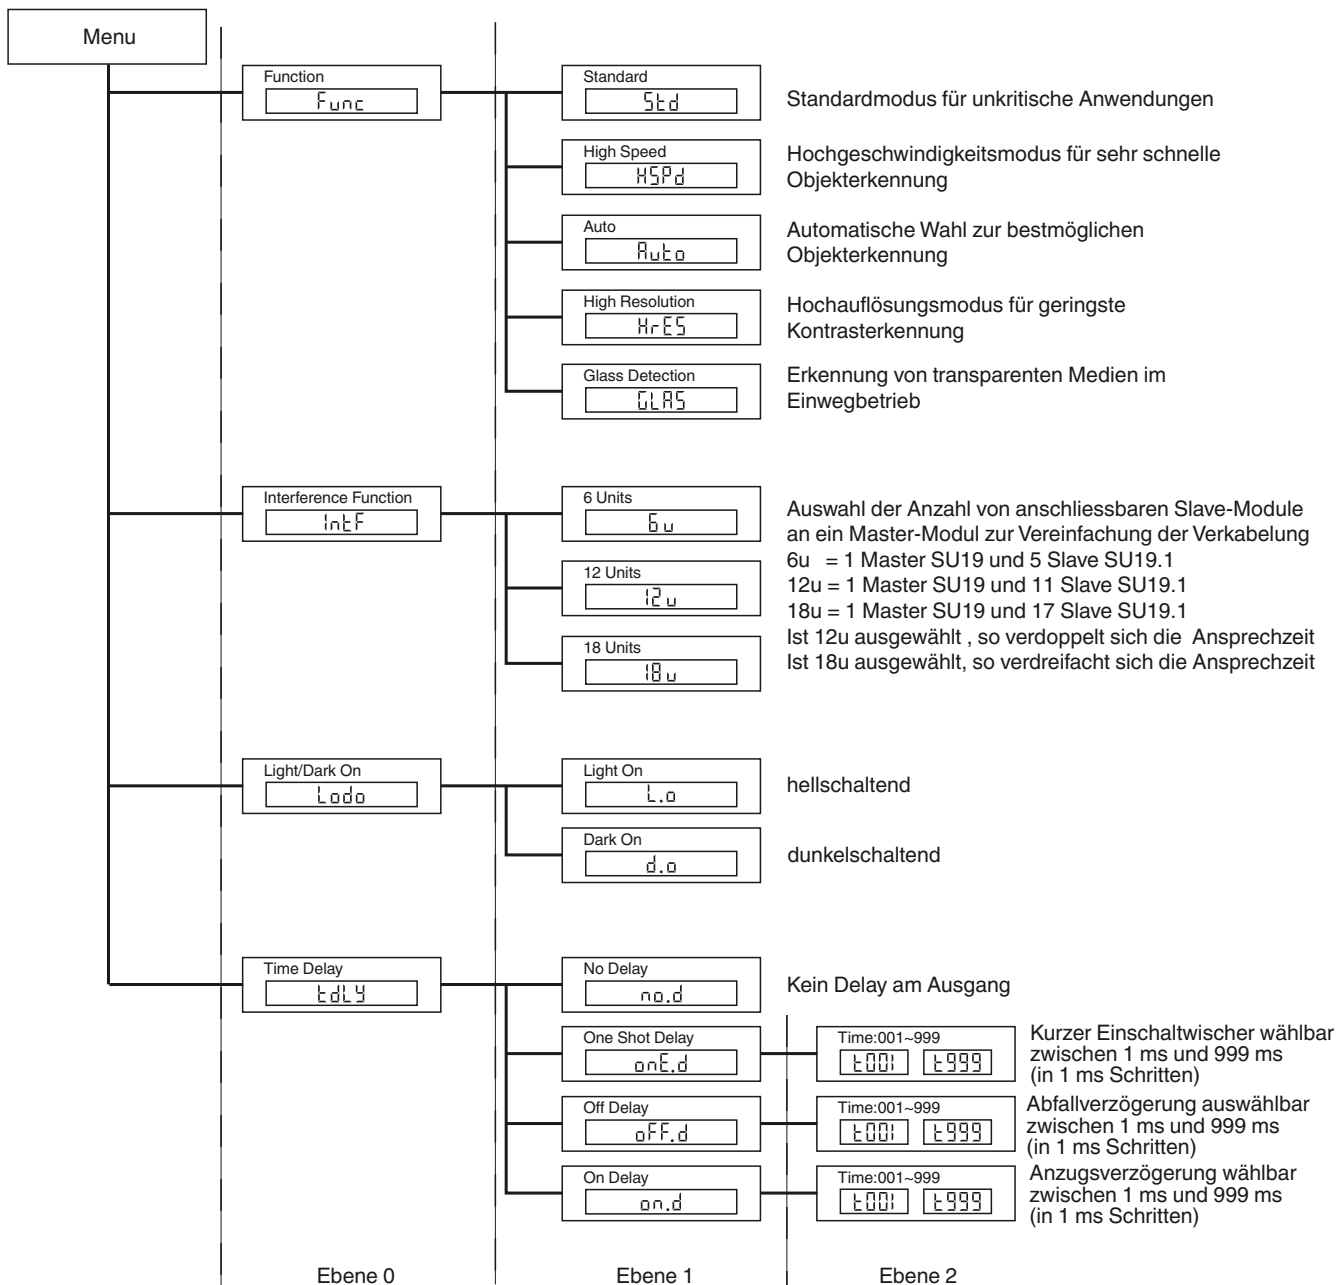 Menu
Function
Func
Standard
Std
Standardmodus für unkritische Anwendungen
High Speed
HSPd
Hochgeschwindigkeitsmodus für sehr schnelle
Objekterkennung
Auto
Auto
Automatische Wahl zur bestmöglichen
Objekterkennung
High Resolution
HrES
Hochauflösungsmodus für geringste
Kontrasterkennung
Glass Detection
GLAS
Erkennung von transparenten Medien im
Einwegbetrieb
Interference Function
IntF
6 Units
6u
Auswahl der Anzahl von anschliessbaren Slave-Module
an ein Master-Modul zur Vereinfachung der Verkabelung
6u = 1 Master SU19 und 5 Slave SU19.1
12 Units
12u
12u = 1 Master SU19 und 11 Slave SU19.1
18u = 1 Master SU19 und 17 Slave SU19.1
18 Units
18u
Ist 12u ausgewählt , so verdoppelt sich die Ansprechzeit
Ist 18u ausgewählt, so verdreifacht sich die Ansprechzeit
Light/Dark On
Lodo
Light On
L.o
hellschaltend
Dark On
d.o
dunkelschaltend
Time Delay
tdLY
No Delay
no.d
Kein Delay am Ausgang
One Shot Delay
onE.d
Time:001~999
t001 t999
Kurzer Einschaltwischer wählbar
zwischen 1 ms und 999 ms
(in 1 ms Schritten)
Off Delay
oFF.d
Time:001~999
t001 t999
Abfallverzögerung auswählbar
zwischen 1 ms und 999 ms
(in 1 ms Schritten)
On Delay
on.d
Time:001~999
t001 t999
Anzugsverzögerung wählbar
zwischen 1 ms und 999 ms
(in 1 ms Schritten)
Ebene 0
Ebene 1
Ebene 2